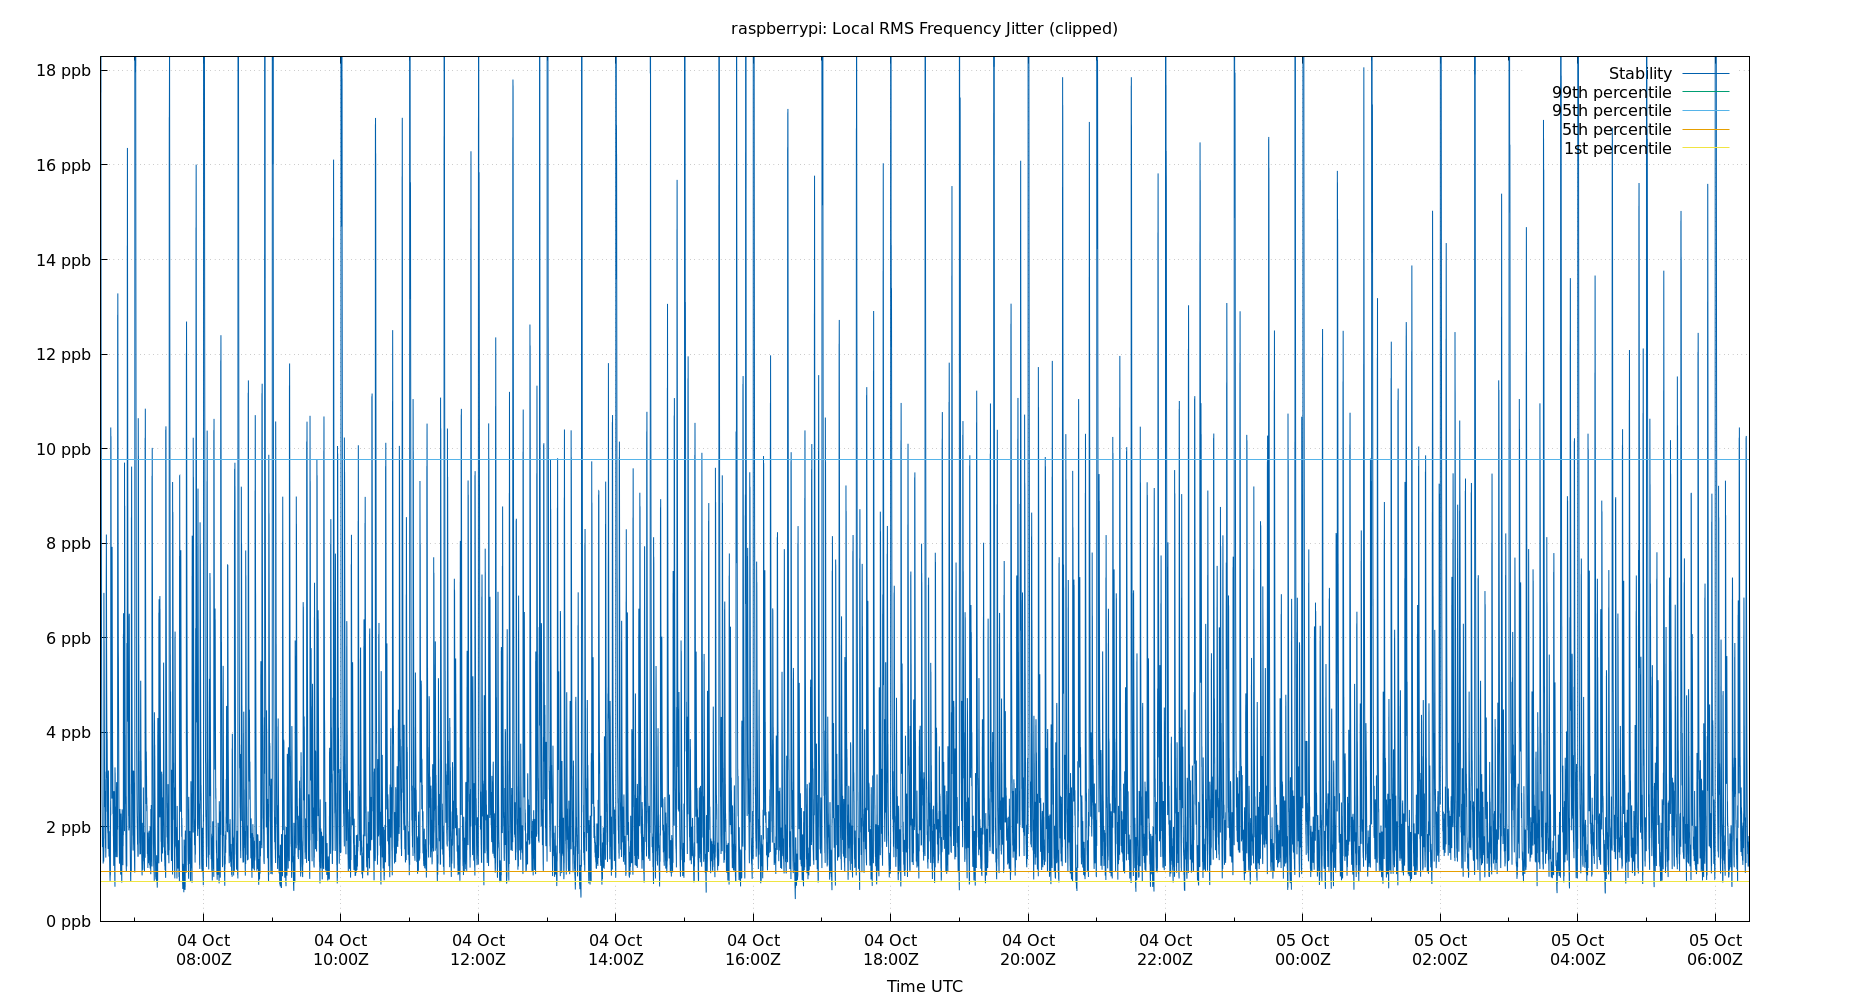 raspberrypi: Local RMS Frequency Jitter (clipped)
18 ppb
16 ppb
14 ppb
12 ppb
10 ppb
8 ppb
6 ppb
4 ppb
2 ppb
0 ppb
Stability
99th percentile
95th percentile
5th percentile
1st percentile
04 Oct 04 Oct 04 Oct 04 Oct 04 Oct 04 Oct 04 Oct 04 Oct 05 Oct 05 Oct 05 Oct 05 Oct
08:00Z 10:00Z 12:00Z 14:00Z 16:00Z 18:00Z 20:00Z 22:00Z 00:00Z 02:00Z 04:00Z 06:00Z
Time UTC